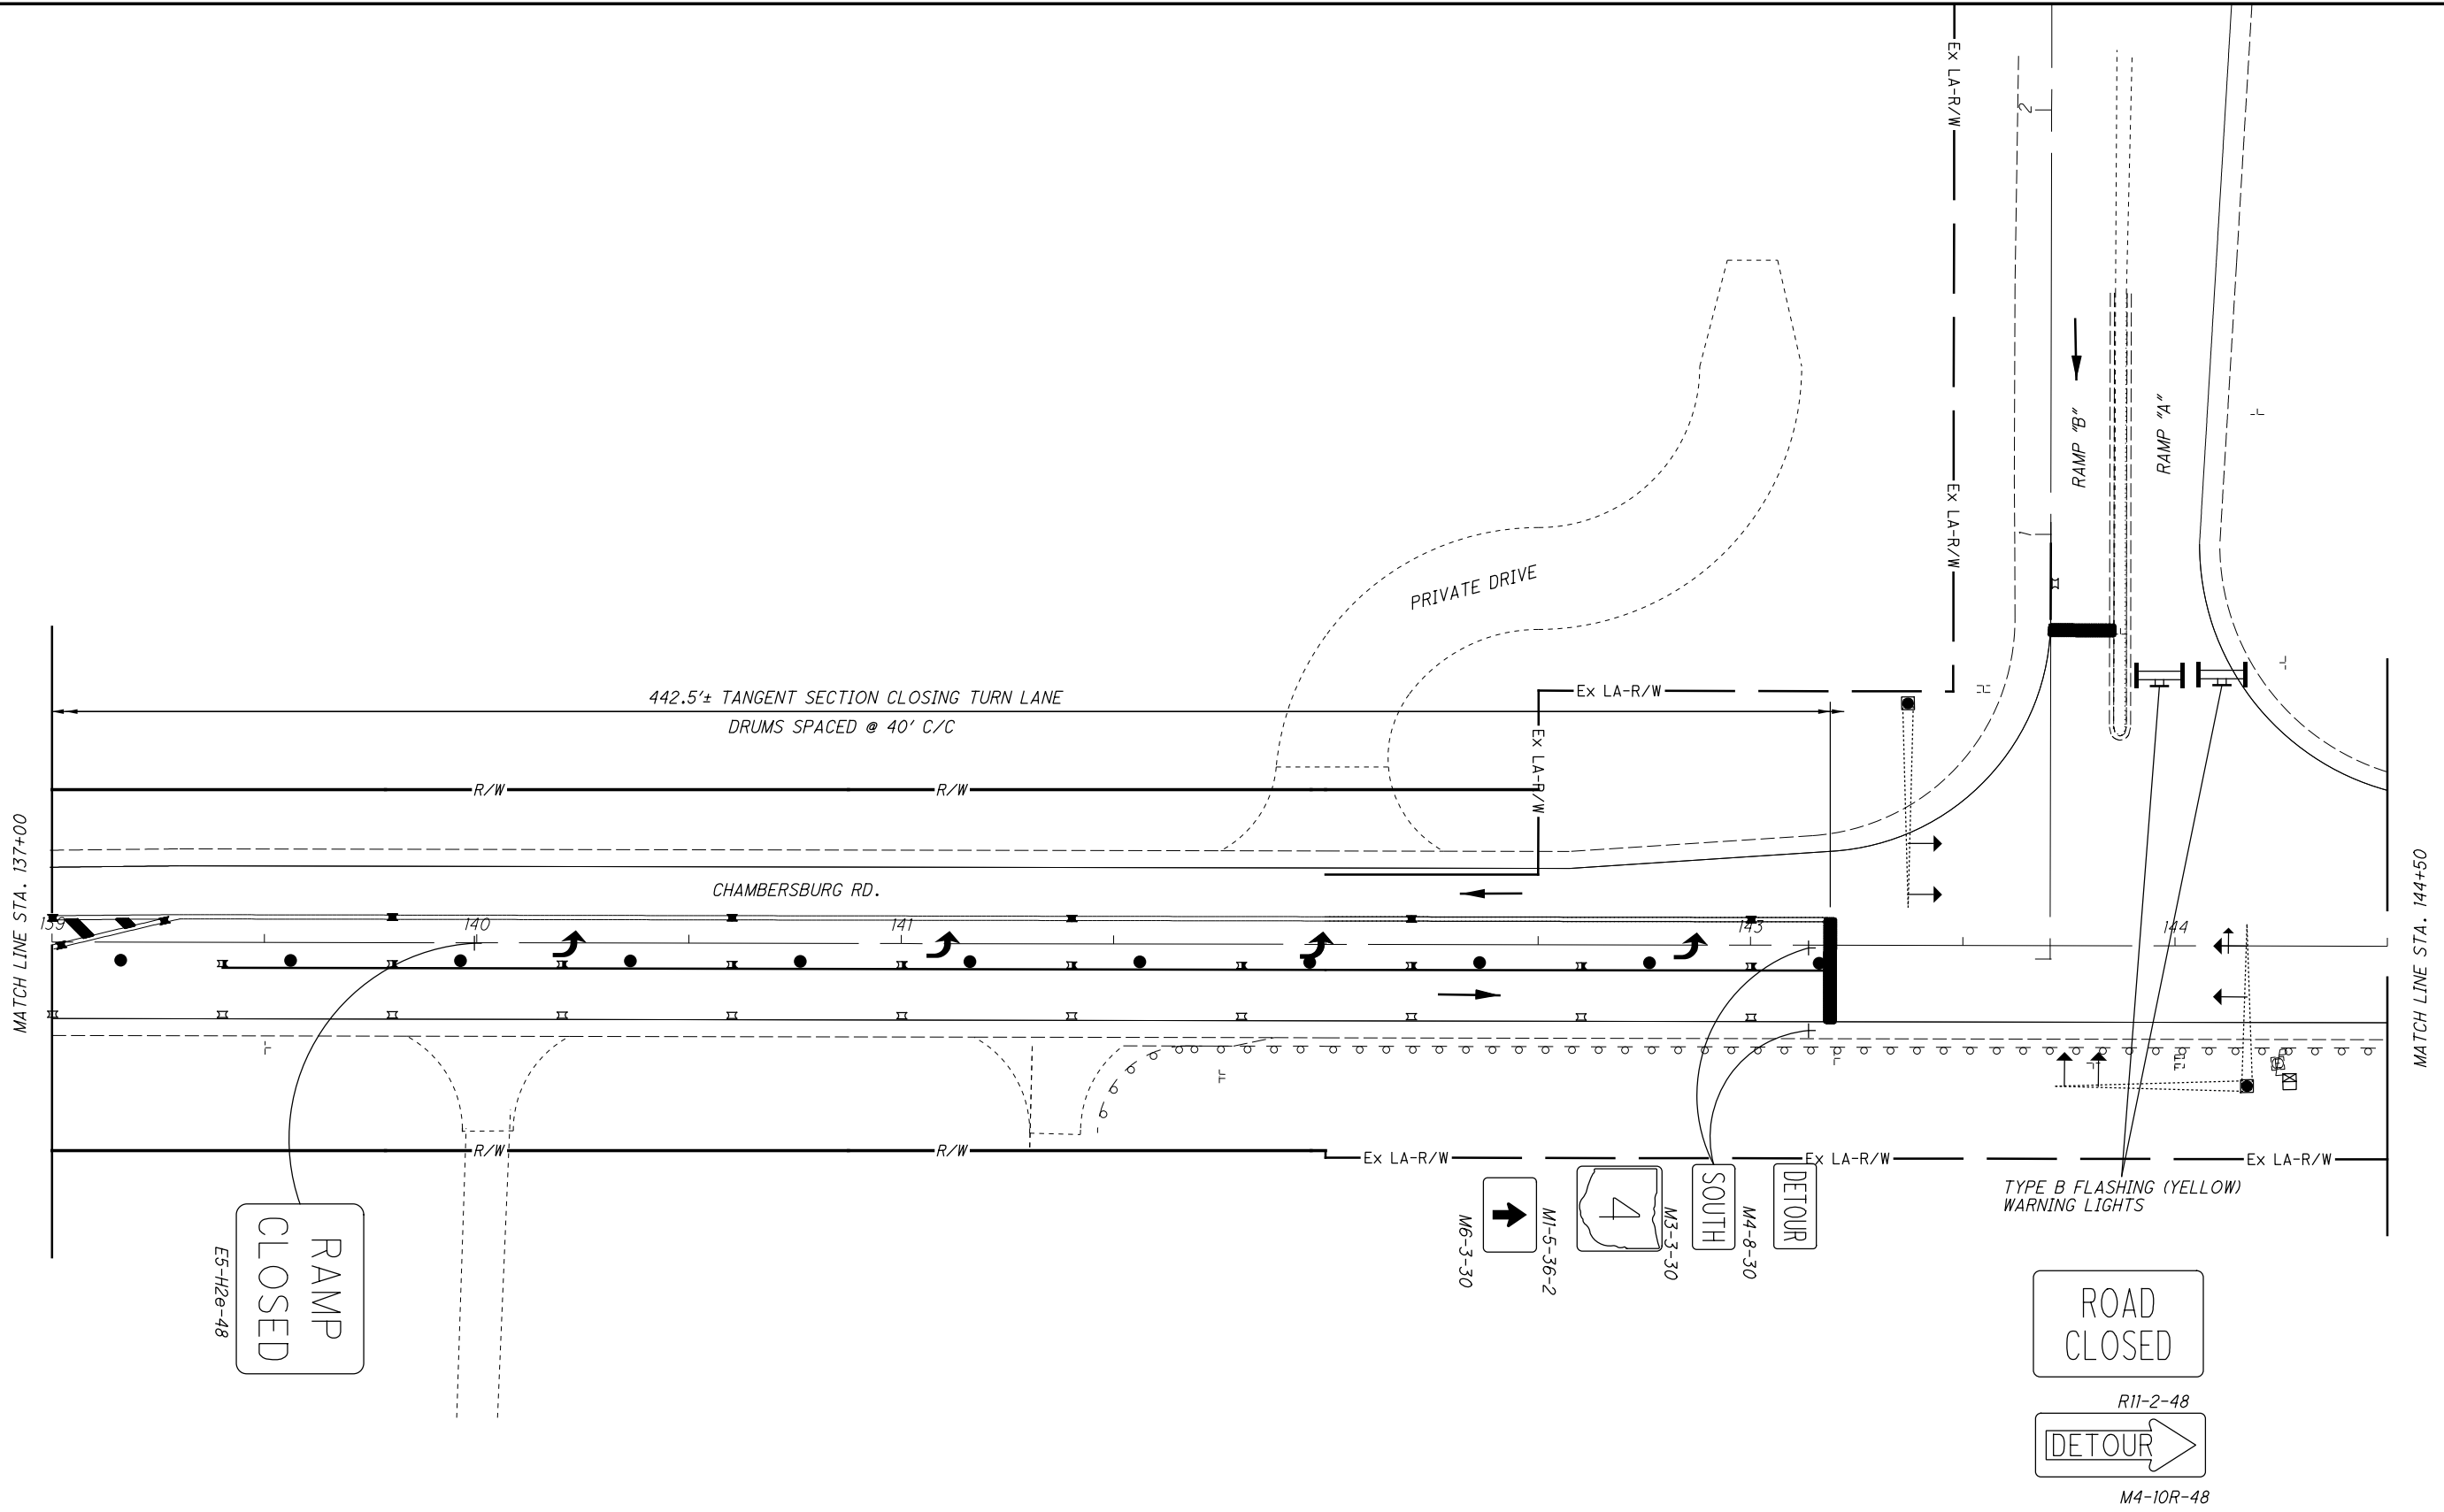 Ex LA-R/W
2
RAMP "B"
RAMP "A"
Ex LA-R/W
1
PRIVATE DRIVE
442.5'± TANGENT SECTION CLOSING TURN LANE
DRUMS SPACED @ 40' C/C
Ex LA-R/W
Ex LA-R/W
R/W
R/W
MATCH LINE STA. 137+00
MATCH LINE STA. 144+50
CHAMBERSBURG RD.
139
140
141
143
144
R/W
R/W
Ex LA-R/W
Ex LA-R/W
Ex LA-R/W
RAMP
CLOSED
E5-H2e-48
M6-3-30
M1-5-36-2
4
M3-3-30
SOUTH
M4-8-30
DETOUR
TYPE B FLASHING (YELLOW)
WARNING LIGHTS
ROAD
CLOSED
R11-2-48
DETOUR
M4-10R-48